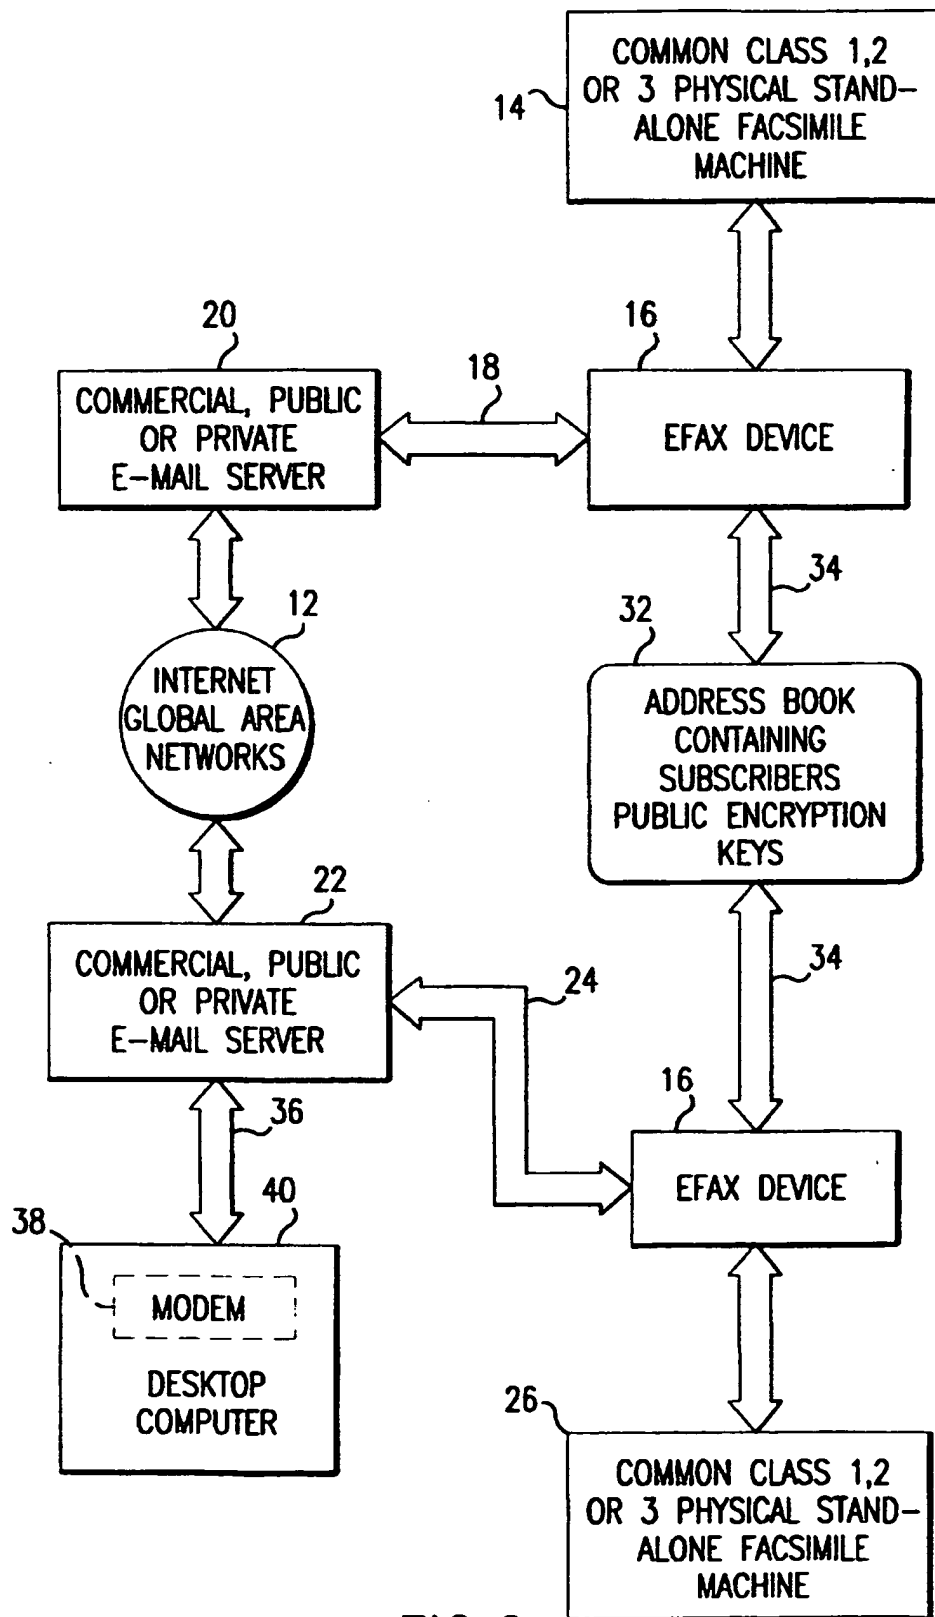 COMMON CLASS 1,2
OR 3 PHYSICAL STAND-
ALONE FACSIMILE
MACHINE
14
20
COMMERCIAL, PUBLIC
OR PRIVATE
E-MAIL SERVER
18
16
EFAX DEVICE
34
12
INTERNET
GLOBAL AREA
NETWORKS
32
ADDRESS BOOK
CONTAINING
SUBSCRIBERS
PUBLIC ENCRYPTION
KEYS
22
COMMERCIAL, PUBLIC
OR PRIVATE
E-MAIL SERVER
24
34
16
EFAX DEVICE
36
38
40
MODEM
DESKTOP
COMPUTER
26
COMMON CLASS 1,2
OR 3 PHYSICAL STAND-
ALONE FACSIMILE
MACHINE